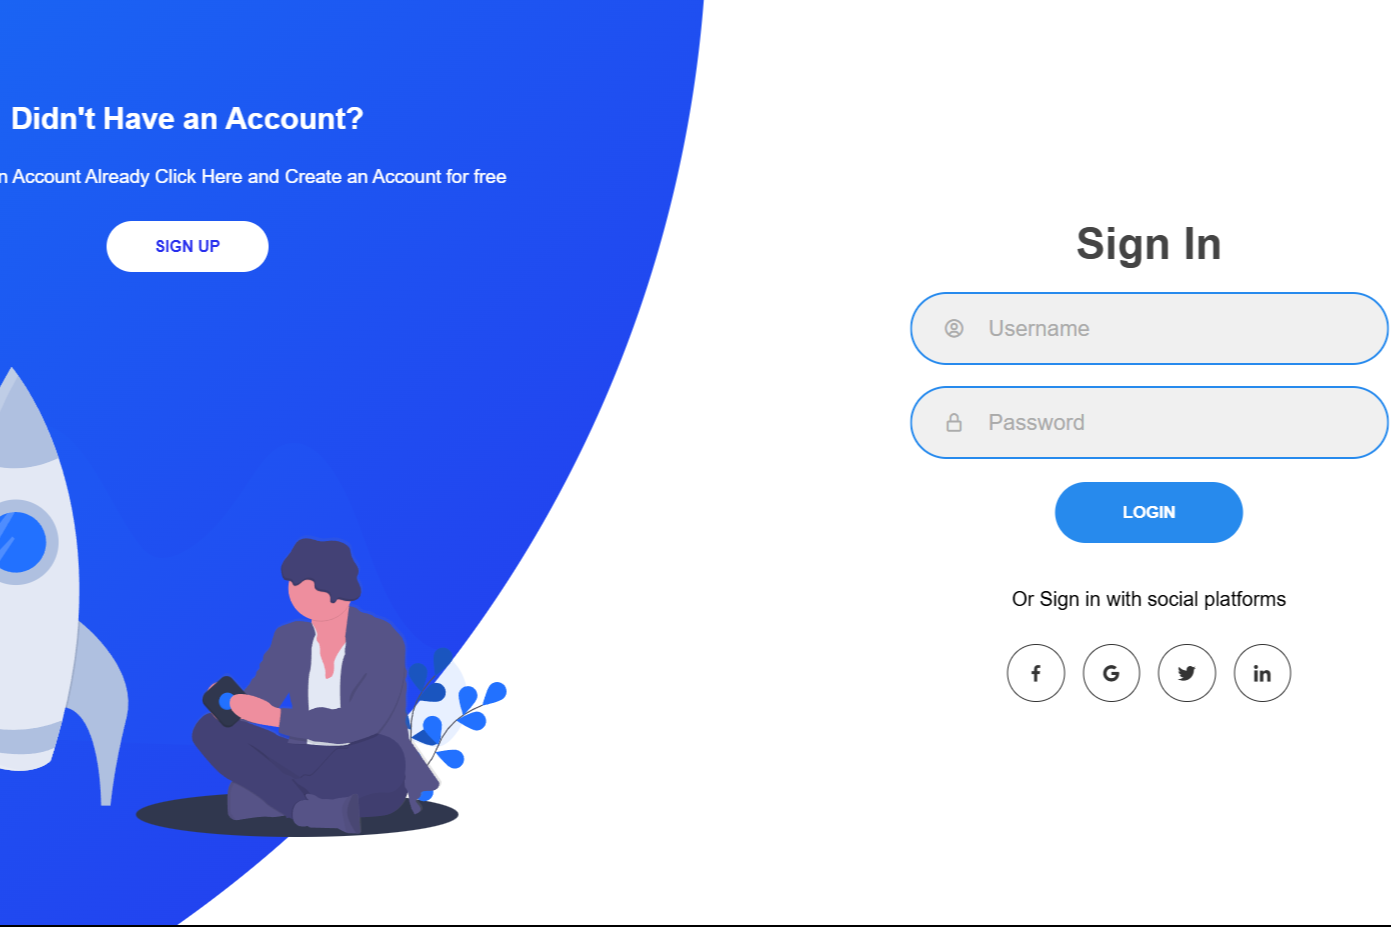 Didn't Have an Account?
Account Already Click Here and Create an Account for free
SIGN UP
Sign In
Username
Password
LOGIN
Or Sign in with social platforms
f
G
in